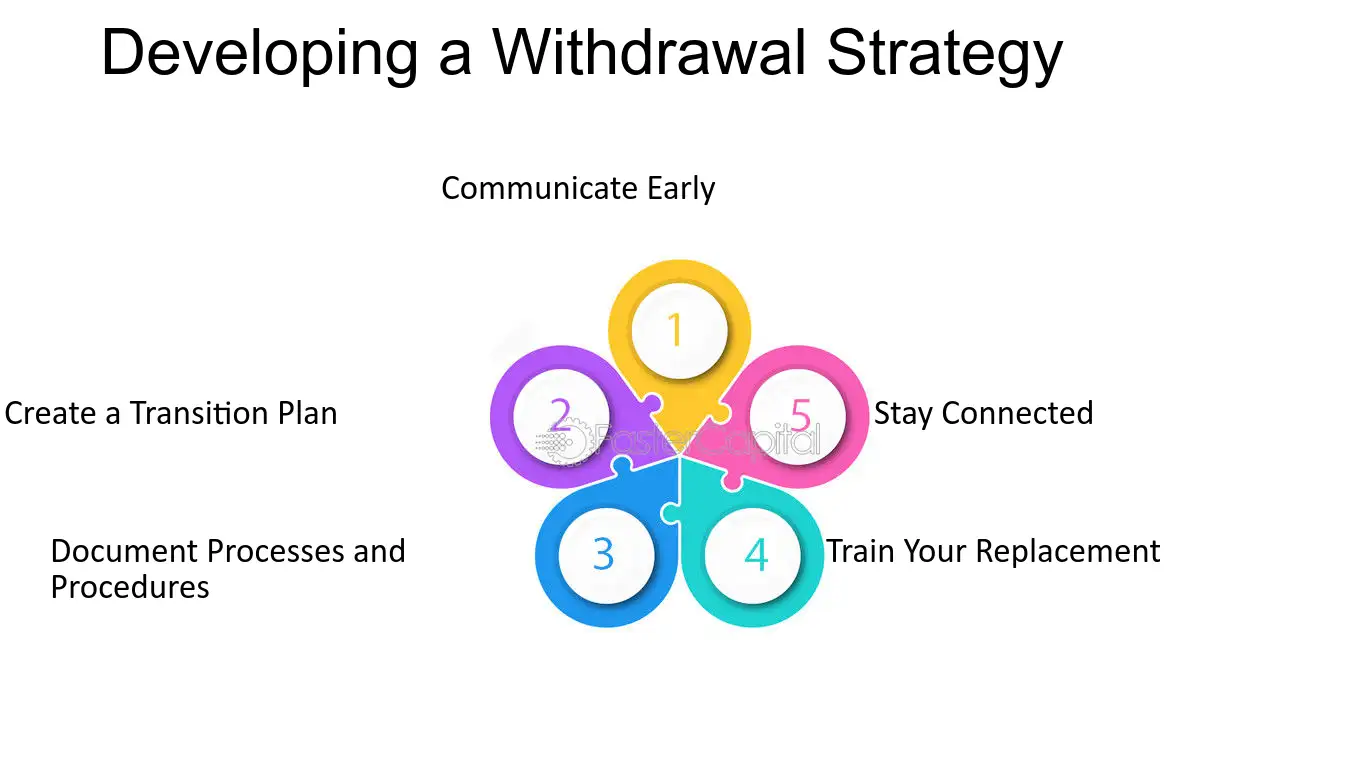 Developing a Withdrawal Strategy
Communicate Early
1
2
5
Create a Transition Plan
Stay Connected
FasterCapital
3
4
Document Processes and
Procedures
Train Your Replacement